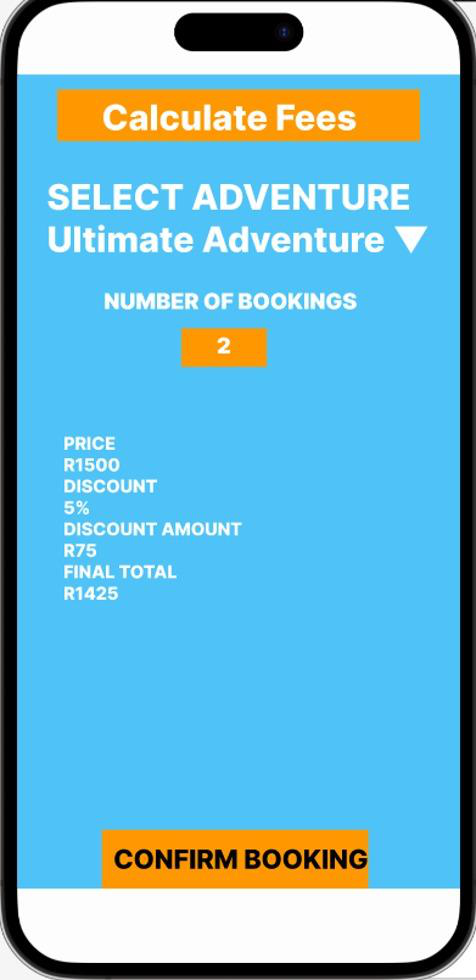 Calculate Fees
SELECT ADVENTURE
Ultimate Adventure ▼
NUMBER OF BOOKINGS
2
PRICE
R1500
DISCOUNT
5%
DISCOUNT AMOUNT
R75
FINAL TOTAL
R1425
CONFIRM BOOKING